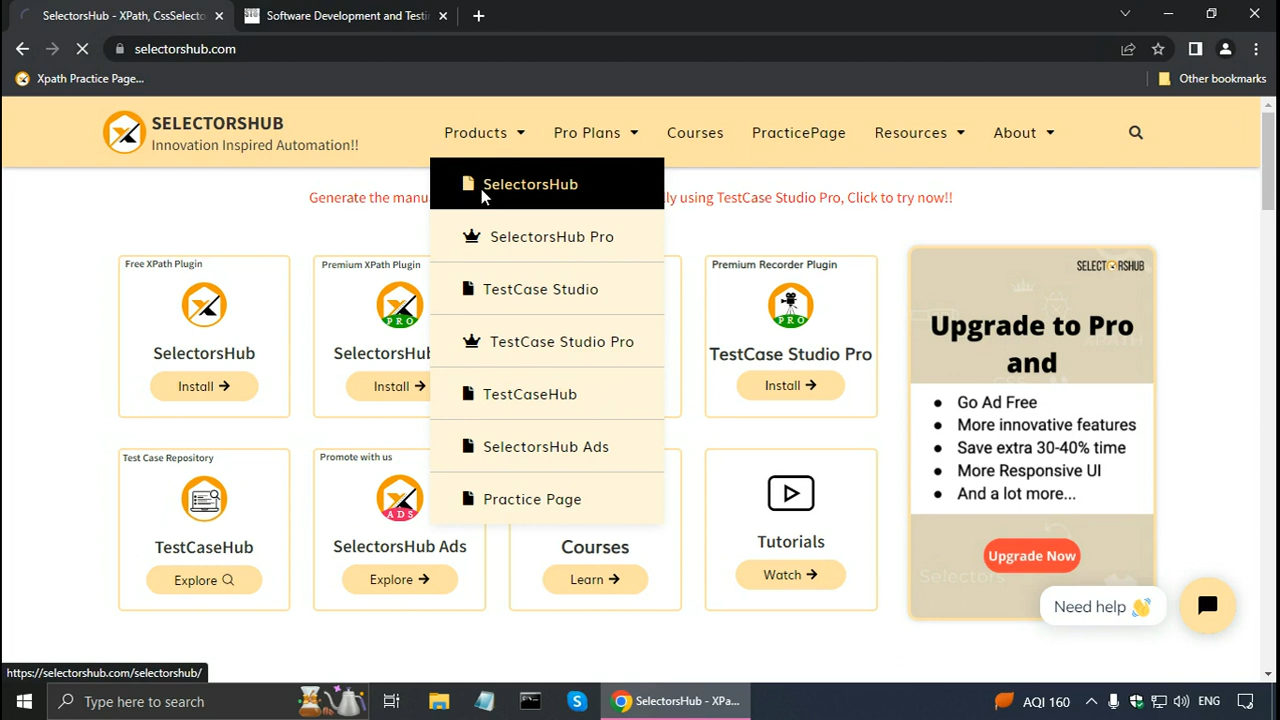 SelectorsHub - XPath, CssSelecto
Software Development and Testi
selectorshub.com
Xpath Practice Page...
Other bookmarks
SELECTORSHUB
Innovation Inspired Automation!!
Products
Pro Plans
Courses
PracticePage
Resources
About
Generate the manu
lly using TestCase Studio Pro, Click to try now!!
SelectorsHub
SelectorsHub Pro
TestCase Studio
TestCase Studio Pro
TestCaseHub
SelectorsHub Ads
Practice Page
Free XPath Plugin
SelectorsHub
Install
Premium XPath Plugin
PRO
SelectorsHub
Install
Premium Recorder Plugin
PRO
TestCase Studio Pro
Install
Test Case Repository
TestCaseHub
Explore
Promote with us
ADS
SelectorsHub Ads
Explore
Courses
Learn
Tutorials
Watch
SELECTORSHUB
Upgrade to Pro
and
Go Ad Free
More innovative features
Save extra 30-40% time
More Responsive UI
And a lot more...
Upgrade Now
Selectors
Need help
https://selectorshub.com/selectorshub/
Type here to search
SelectorsHub - XPa...
AQI 160
ENG